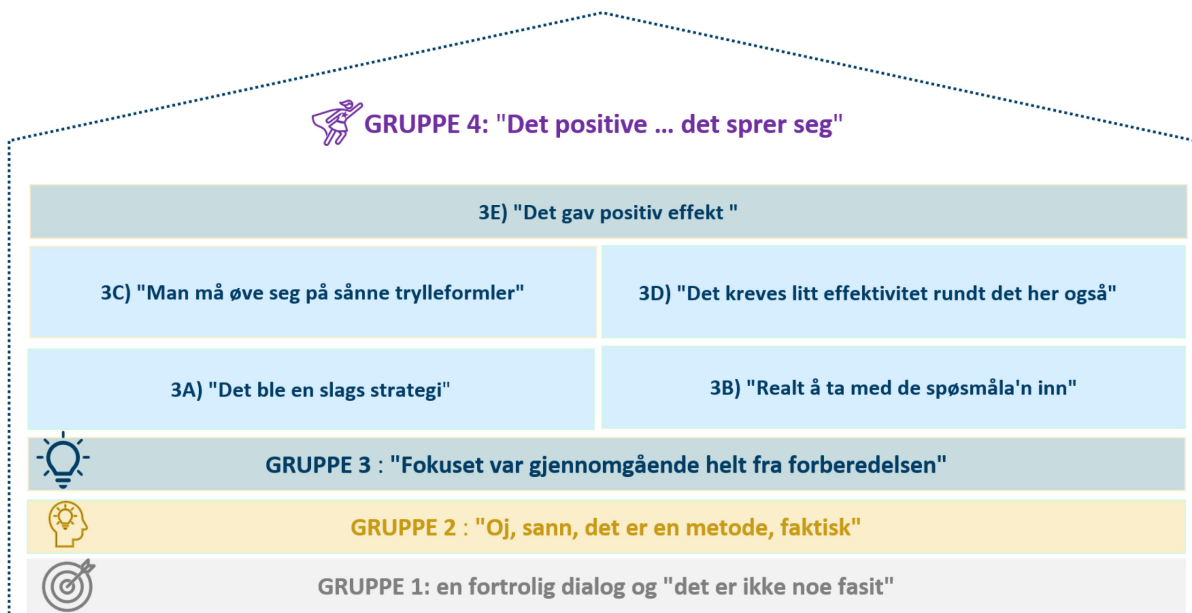 GRUPPE 4: "Det positive ... det sprer seg"
3E) "Det gav positiv effekt "
3C) "Man må øve seg på sånne trylleformler"
3D) "Det kreves litt effektivitet rundt det her også"
3A) "Det ble en slags strategi"
3B) "Realt å ta med de spøsmåla'n inn"
GRUPPE 3 : "Fokuset var gjennomgående helt fra forberedelsen"
GRUPPE 2 : "Oj, sann, det er en metode, faktisk"
GRUPPE 1: en fortrolig dialog og "det er ikke noe fasit"